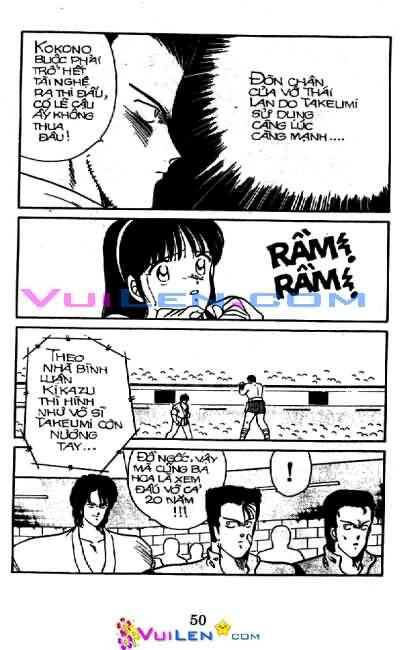 KOKONO
BUỘC PHẢI
TRỔ HẾT
TÀI NGHỆ
RA THI ĐẤU,
CÓ LẼ CẬU
ẤY KHÔNG
THUA
ĐÂU!
ĐÒN CHÂN
CỦA VÕ THÁI
LAN DO TAKEUMI
SỬ DỤNG
CÀNG LÚC
CÀNG MẠNH....
RẦM!
RẦM!
VUILEN.COM
THEO
NHÀ BÌNH
LUẬN
KIKAZU
THÌ HÌNH
NHƯ VÕ SĨ
TAKEUMI CÒN
NƯƠNG
TAY...
ĐỒ NGỐC, VẬY
MÀ CŨNG BA
HOA LÀ XEM
ĐẤU VÕ CẢ
20 NĂM
!!!
!
50
VUILEN.COM